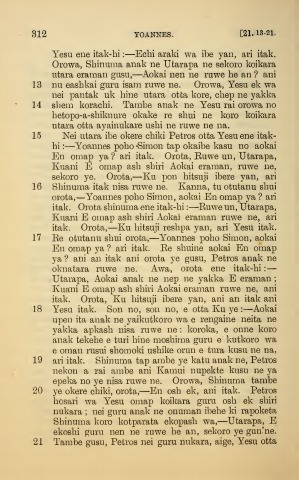 312 YOANNES. [21. 13-21.
Yesu ene itak-hi :—Echi araki wa ibe yan, ari itak.
Orowa, Shinuma anak ne Utarapa ne sekoro koikara
utara eraman gusu,—Aokai nen ne ruwe he an? ani
13 nu eashkai guru isam ruwe ne. Orowa, Yesu ek wa
nei pantak uk hine utara otta kore, chep ne yakka
14 shem korachi. Tambe anak ne Yesu rai orowa no
hetopo-a-shiknure okake re shui ne ko​ro koikara
utara otta ayainukare ushi ne ruwe ne na.
15 Nei utara ibe okere chiki Petros otta Yesu ene itak-
hi :—Yoannes poho Simon tap okaibe kasu no aokai
En omap ya? ari itak. Orota, Ruwe un, Utarapa,
Kuani E omap ash shiri Aokai eraman, ruwe ne,
sekoro ye. Orota,—Ku pon hitsuji ibere yan, ari
16 Shinuma itak nisa ruwe ne. Kanna, tu otutanu shui
orota,—Yoannes poho Simon, aokai En omap ya? ari
itak. Orota shinuma ene itak-hi :—Ruwe un, Utarapa,
Kuani E omap ash shiri Aokai eraman ruwe ne, ari
itak. Orota,—Ku hitsuji reshpa yan, ari Yesu itak.
17 Re otutanu shui orota,—Yoannes poho Simon, aokai
En omap ya? ari itak. Re shuine aokai En omap
ya? ani an itak ani orota ye gusu, Petros anak ne
oknatara ruwe ne. Awa, orota ene itak-hi :—
Utarapa, Aokai anak ne nep ne yakka E eraman;
Kuani E omap ash shiri Aokai eraman ruwe ne, ani
itak. Orota, Ku hitsuji ibere yan, ani an itak ani
18 Yesu itak. Son no, son no, e otta Ku ye :—Aokai
upen ita anak ne yaikutkoro wa e rengaine neita ne
yakka apkash nisa ruwe ne: koroka, e onne koro
anak tekehe e turi hine moshima guru e kutkoro wa
e oman rusui shomoki ushike orun e tura kusu ne na,
19 ari itak. Shinuma tap ambe ye katu anak ne, Petros
nekon a rai ambe ani Kamui nupekte kusu ne ya
epeka no ye nisa ruwe ne. Orowa, Shinuma tambe
20 ye okere chiki, orota,—En osh ek, ani itak. Petros
hosari wa Yesu omap koikara guru osh ek shiri
nukara; nei guru anak ne onuman ibehe ki rapoketa
Shinuma koro kotparata ekopash wa,—Utarapa, E
ekoshi guru nen ne ruwe he an, sekoro ye gun'ne.
21 Tambe gusu, Petros nei guru nukara, aige, Yesu otta